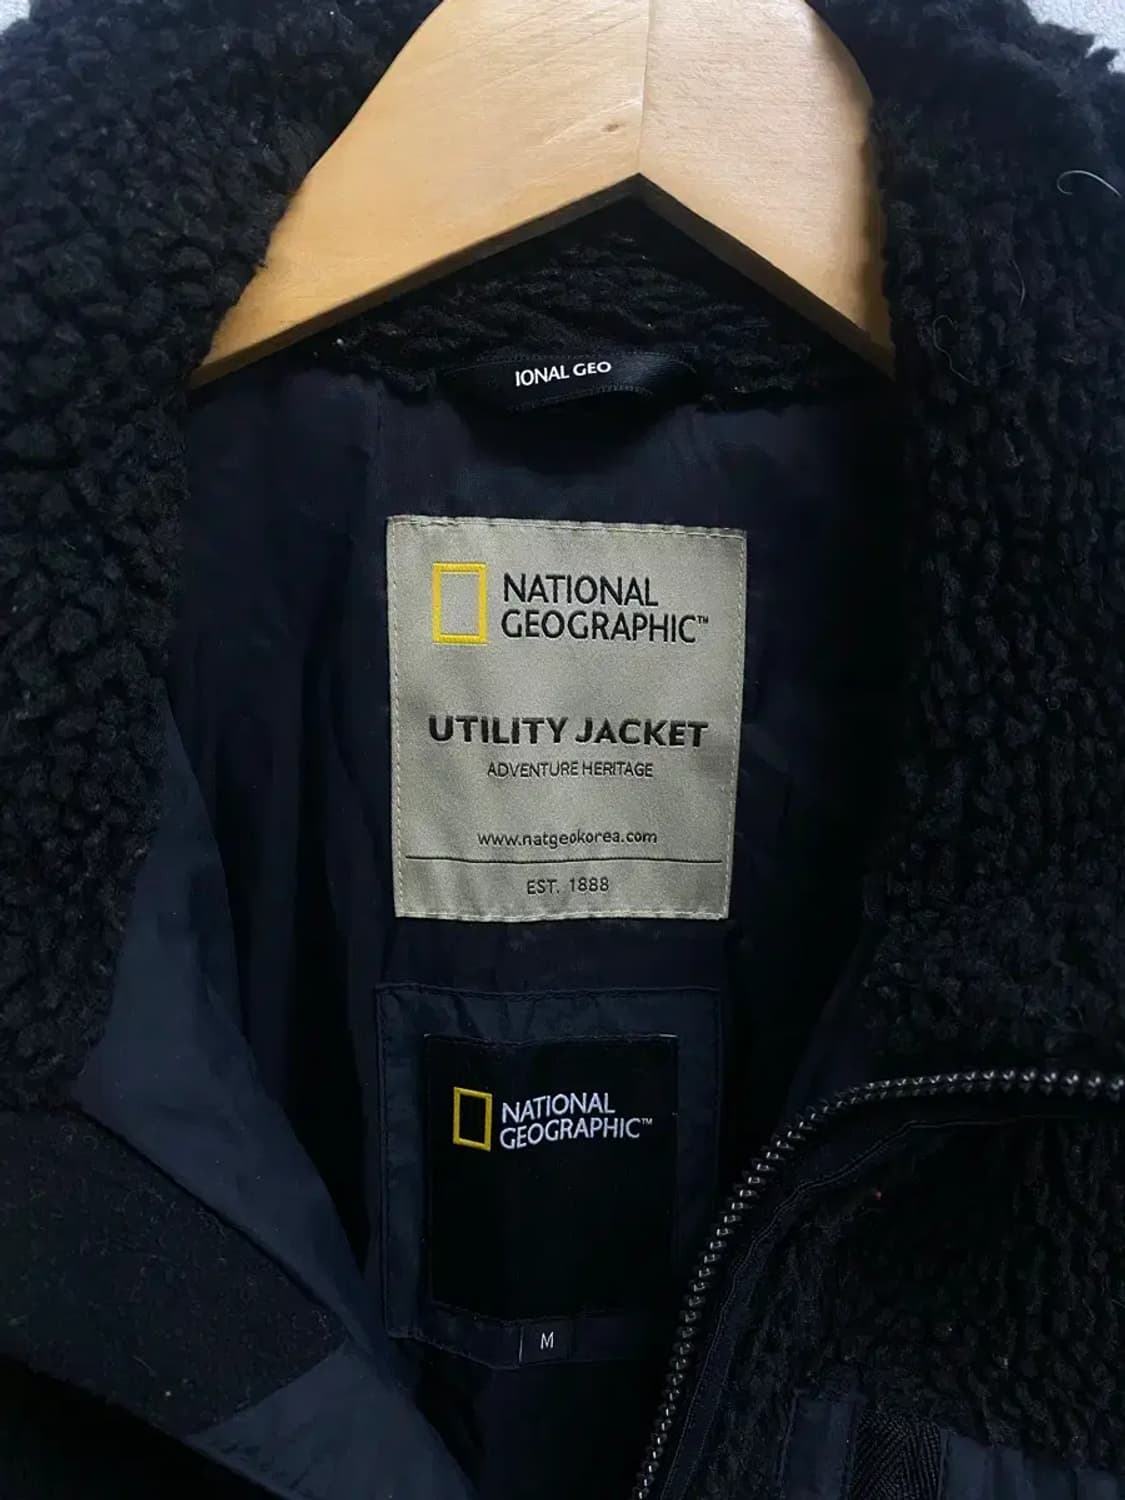 IONAL GEO
NATIONAL
GEOGRAPHIC™
UTILITY JACKET
ADVENTURE HERITAGE
www.natgeokorea.com
EST. 1888
NATIONAL
GEOGRAPHIC™
M